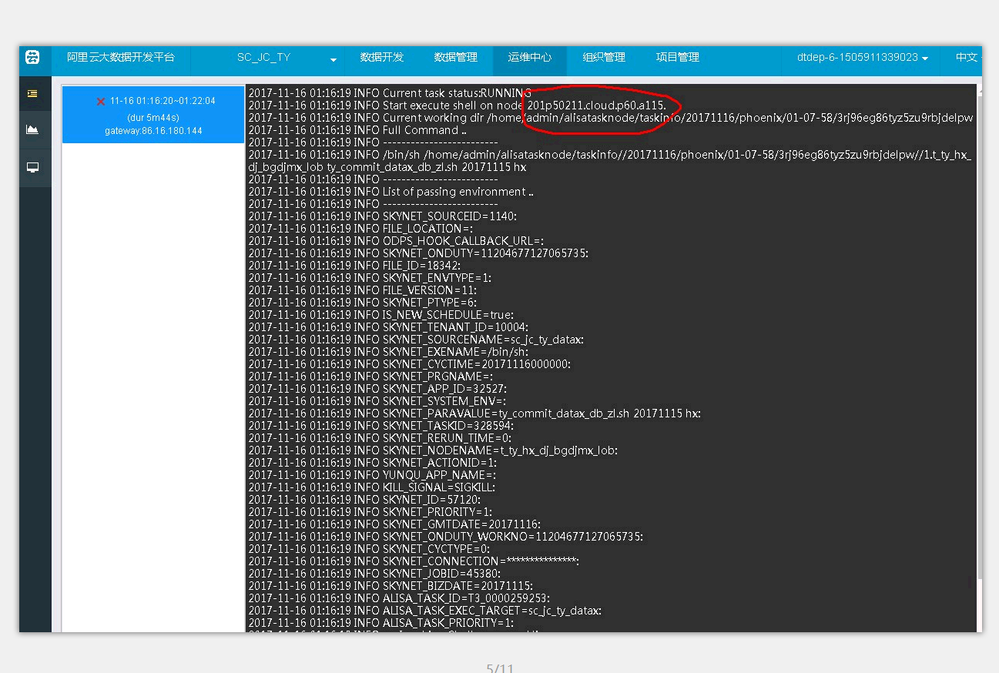 阿里云大数据开发平台 SC_JC_TY 数据开发 数据管理 运维中心 组织管理 项目管理 dtdep-6-1505911339023 中文
11-16 01:16:20~01:22:04
(dur 5m44s)
gateway:86.16.180.144
2017-11-16 01:16:19 INFO Current task status:RUNNING
2017-11-16 01:16:19 INFO Start execute shell on node 201p50211.cloud.p60.a115.
2017-11-16 01:16:19 INFO Current working dir /home/admin/alisatasknode/taskinfo/20171116/phoenix/01-07-58/3rj96eg86tyz5zu9rbjdelpw
2017-11-16 01:16:19 INFO Full Command ..
2017-11-16 01:16:19 INFO --------------------------
2017-11-16 01:16:19 INFO /bin/sh /home/admin/alisatasknode/taskinfo//20171116/phoenix/01-07-58/3rj96eg86tyz5zu9rbjdelpw//1.t_ty_hx_
dj_bgdjmx_lob ty_commit_datax_db_zl.sh 20171115 hx
2017-11-16 01:16:19 INFO --------------------------
2017-11-16 01:16:19 INFO List of passing environment ..
2017-11-16 01:16:19 INFO --------------------------
2017-11-16 01:16:19 INFO SKYNET_SOURCEID=1140:
2017-11-16 01:16:19 INFO FILE_LOCATION=:
2017-11-16 01:16:19 INFO ODPS_HOOK_CALLBACK_URL=:
2017-11-16 01:16:19 INFO SKYNET_ONDUTY=11204677127065735:
2017-11-16 01:16:19 INFO FILE_ID=18342:
2017-11-16 01:16:19 INFO SKYNET_ENVTYPE=1:
2017-11-16 01:16:19 INFO FILE_VERSION=11:
2017-11-16 01:16:19 INFO SKYNET_PTYPE=6:
2017-11-16 01:16:19 INFO IS_NEW_SCHEDULE=true:
2017-11-16 01:16:19 INFO SKYNET_TENANT_ID=10004:
2017-11-16 01:16:19 INFO SKYNET_SOURCENAME=sc_jc_ty_datax:
2017-11-16 01:16:19 INFO SKYNET_EXENAME=/bin/sh:
2017-11-16 01:16:19 INFO SKYNET_CYCTIME=20171116000000:
2017-11-16 01:16:19 INFO SKYNET_PRGNAME=:
2017-11-16 01:16:19 INFO SKYNET_APP_ID=32527:
2017-11-16 01:16:19 INFO SKYNET_SYSTEM_ENV=:
2017-11-16 01:16:19 INFO SKYNET_PARAVALUE=ty_commit_datax_db_zl.sh 20171115 hx:
2017-11-16 01:16:19 INFO SKYNET_TASKID=328594:
2017-11-16 01:16:19 INFO SKYNET_RERUN_TIME=0:
2017-11-16 01:16:19 INFO SKYNET_NODENAME=t_ty_hx_dj_bgdjmx_lob:
2017-11-16 01:16:19 INFO SKYNET_ACTIONID=1:
2017-11-16 01:16:19 INFO YUNQU_APP_NAME=:
2017-11-16 01:16:19 INFO KILL_SIGNAL=SIGKILL:
2017-11-16 01:16:19 INFO SKYNET_ID=57120:
2017-11-16 01:16:19 INFO SKYNET_PRIORITY=1:
2017-11-16 01:16:19 INFO SKYNET_GMTDATE=20171116:
2017-11-16 01:16:19 INFO SKYNET_ONDUTY_WORKNO=11204677127065735:
2017-11-16 01:16:19 INFO SKYNET_CYCTYPE=0:
2017-11-16 01:16:19 INFO SKYNET_CONNECTION=***************:
2017-11-16 01:16:19 INFO SKYNET_JOBID=45380:
2017-11-16 01:16:19 INFO SKYNET_BIZDATE=20171115:
2017-11-16 01:16:19 INFO ALISA_TASK_ID=T3_0000259253:
2017-11-16 01:16:19 INFO ALISA_TASK_EXEC_TARGET=sc_jc_ty_datax:
2017-11-16 01:16:19 INFO ALISA_TASK_PRIORITY=1:
5/11